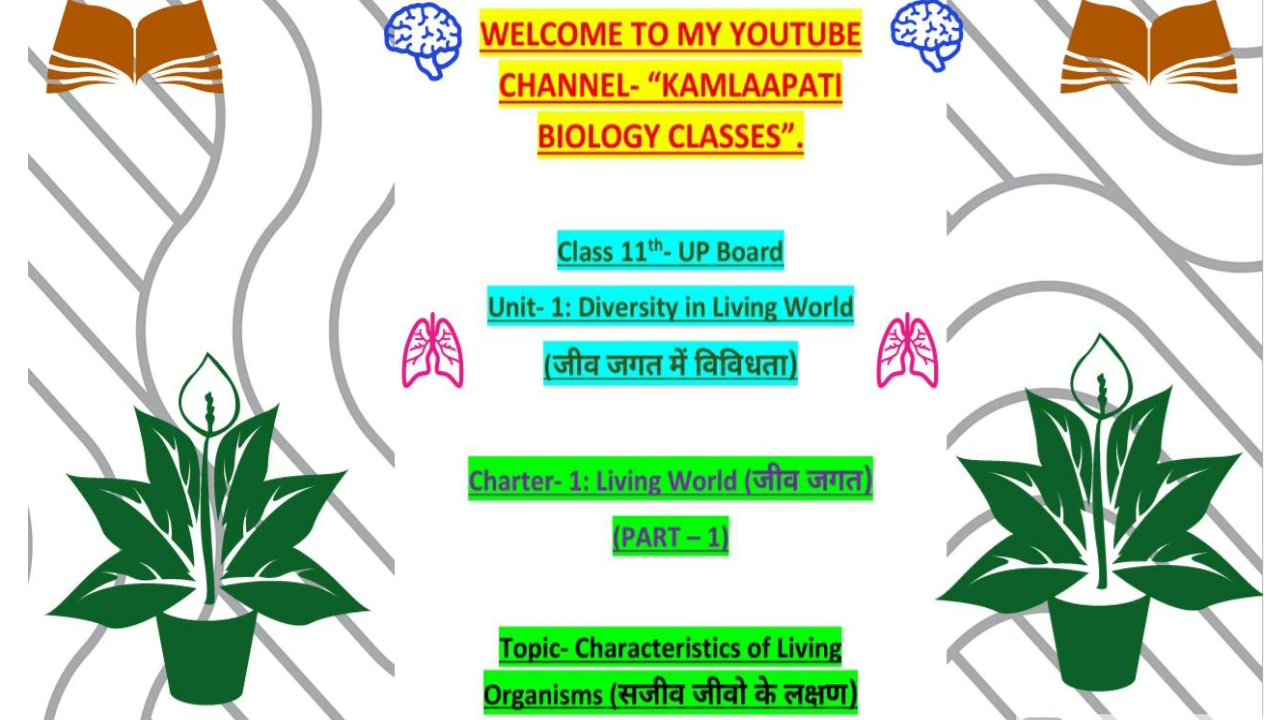 WELCOME TO MY YOUTUBE
CHANNEL- “KAMLAAPATI
BIOLOGY CLASSES”.
Class 11th- UP Board
Unit- 1: Diversity in Living World
(जीव जगत में विविधता)
Charter- 1: Living World (जीव जगत)
(PART – 1)
Topic- Characteristics of Living
Organisms (सजीव जीवो के लक्षण)